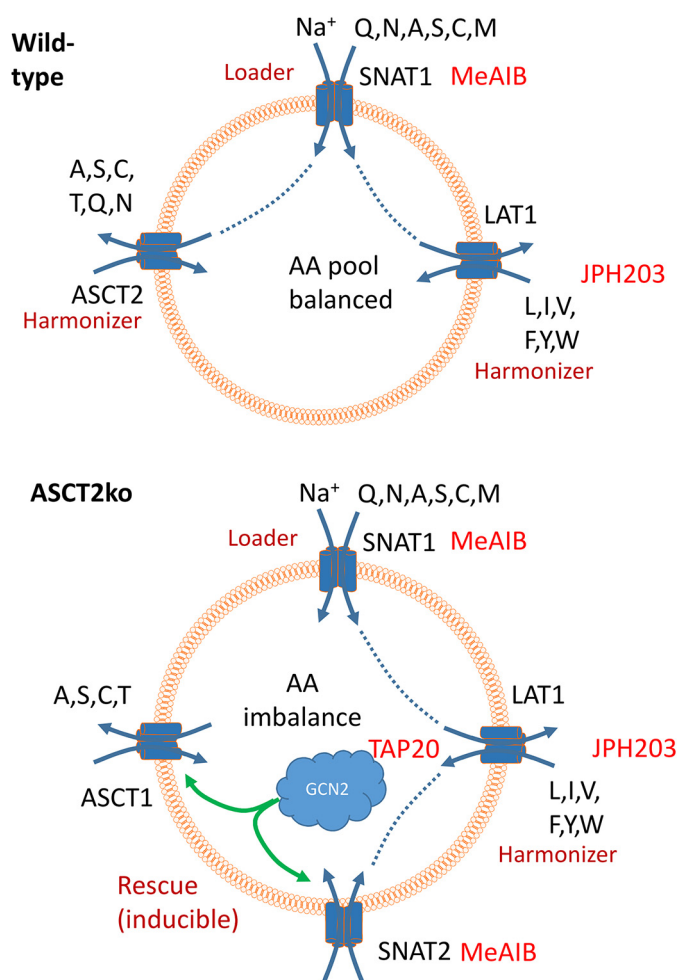 Wild-
type
Na⁺ Q,N,A,S,C,M
Loader
SNAT1 MeAIB
A,S,C,
T,Q,N
ASCT2
Harmonizer
AA pool
balanced
LAT1
JPH203
L,I,V,
F,Y,W
Harmonizer
ASCT2ko
Na⁺ Q,N,A,S,C,M
Loader
SNAT1 MeAIB
A,S,C,T
ASCT1
AA
imbalance
TAP20
GCN2
LAT1
JPH203
L,I,V,
F,Y,W
Harmonizer
Rescue
(inducible)
SNAT2 MeAIB